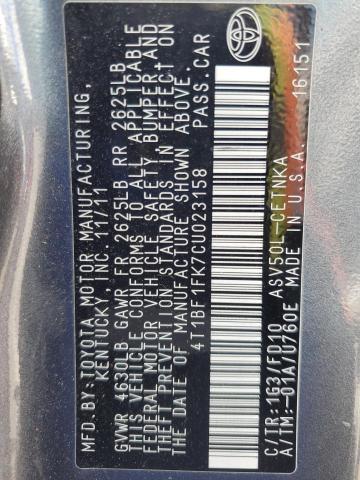 MFD. BY: TOYOTA MOTOR MANUFACTURING,
KENTUCKY, INC. 11/11
GVWR 4630LB GAWR FR 2625LB RR 2625LB
THIS VEHICLE CONFORMS TO ALL APPLICABLE
FEDERAL MOTOR VEHICLE SAFETY, BUMPER AND
THEFT PREVENTION STANDARDS IN EFFECT ON
THE DATE OF MANUFACTURE SHOWN ABOVE.
4T1BF1FK7CU023158 PASS.CAR
C/TR:1G3/FD10 ASV50L-CETNKA
A/TM:-01A/U760E MADE IN U.S.A. 16151